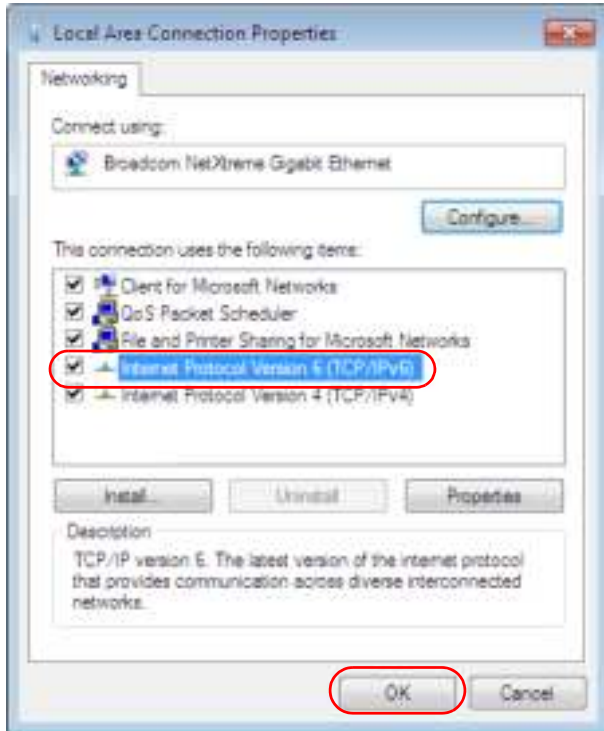 Local Area Connection Properties
Networking
Connect using:
Broadcom NetXtreme Gigabit Ethernet
Configure...
This connection uses the following items:
Client for Microsoft Networks
QoS Packet Scheduler
File and Printer Sharing for Microsoft Networks
Internet Protocol Version 6 (TCP/IPv6)
Internet Protocol Version 4 (TCP/IPv4)
Install...
Uninstall
Properties
Description
TCP/IP version 6. The latest version of the internet protocol
that provides communication across diverse interconnected
networks.
OK
Cancel